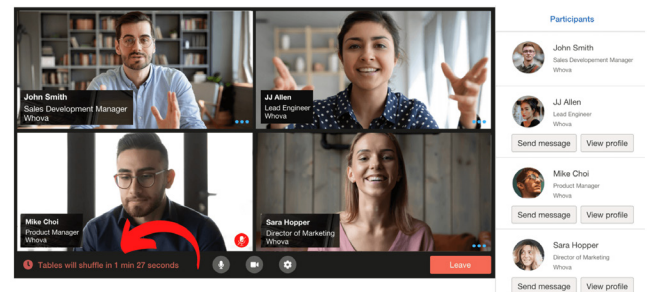 John Smith
Sales Development Manager
Whova
JJ Allen
Lead Engineer
Whova
Mike Choi
Product Manager
Whova
Sara Hopper
Director of Marketing
Whova
Tables will shuffle in 1 min 27 seconds
Leave
Participants
John Smith
Sales Developement Manager
Whova
JJ Allen
Lead Engineer
Whova
Send message
View profile
Mike Choi
Product Manager
Whova
Send message
View profile
Sara Hopper
Director of Marketing
Whova
Send message
View profile